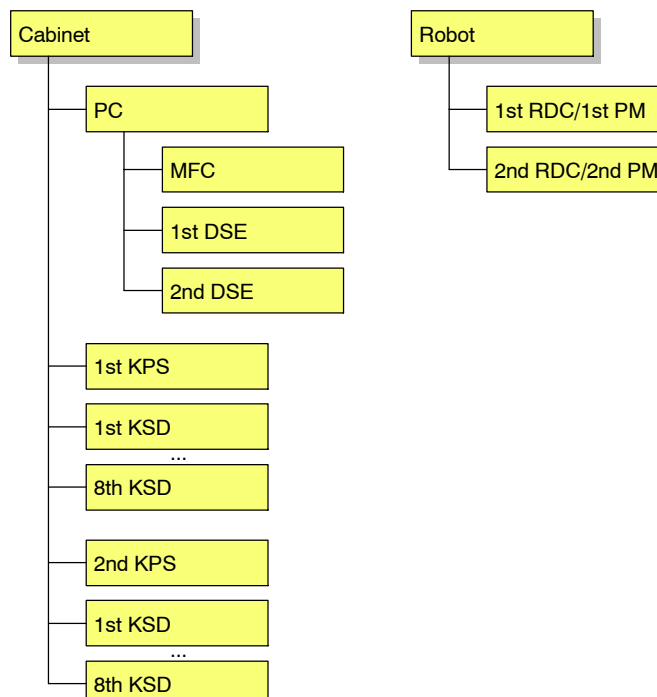 Cabinet
PC
MFC
1st DSE
2nd DSE
1st KPS
1st KSD
...
8th KSD
2nd KPS
1st KSD
...
8th KSD
Robot
1st RDC/1st PM
2nd RDC/2nd PM